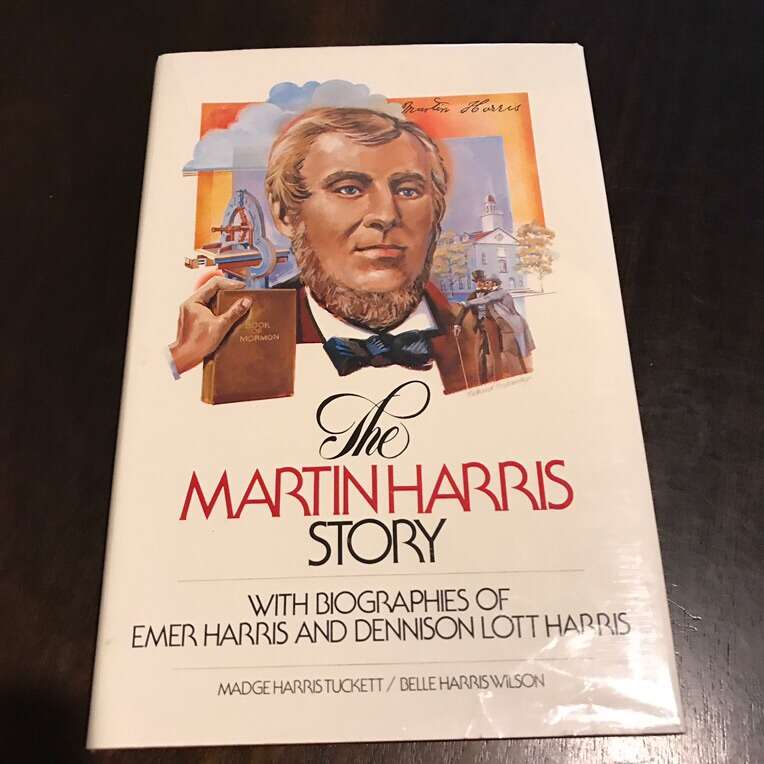 Martin Harris
BOOK
OF
MORMON
The
MARTIN HARRIS
STORY
WITH BIOGRAPHIES OF
EMER HARRIS AND DENNISON LOTT HARRIS
MADGE HARRIS TUCKETT / BELLE HARRIS WILSON